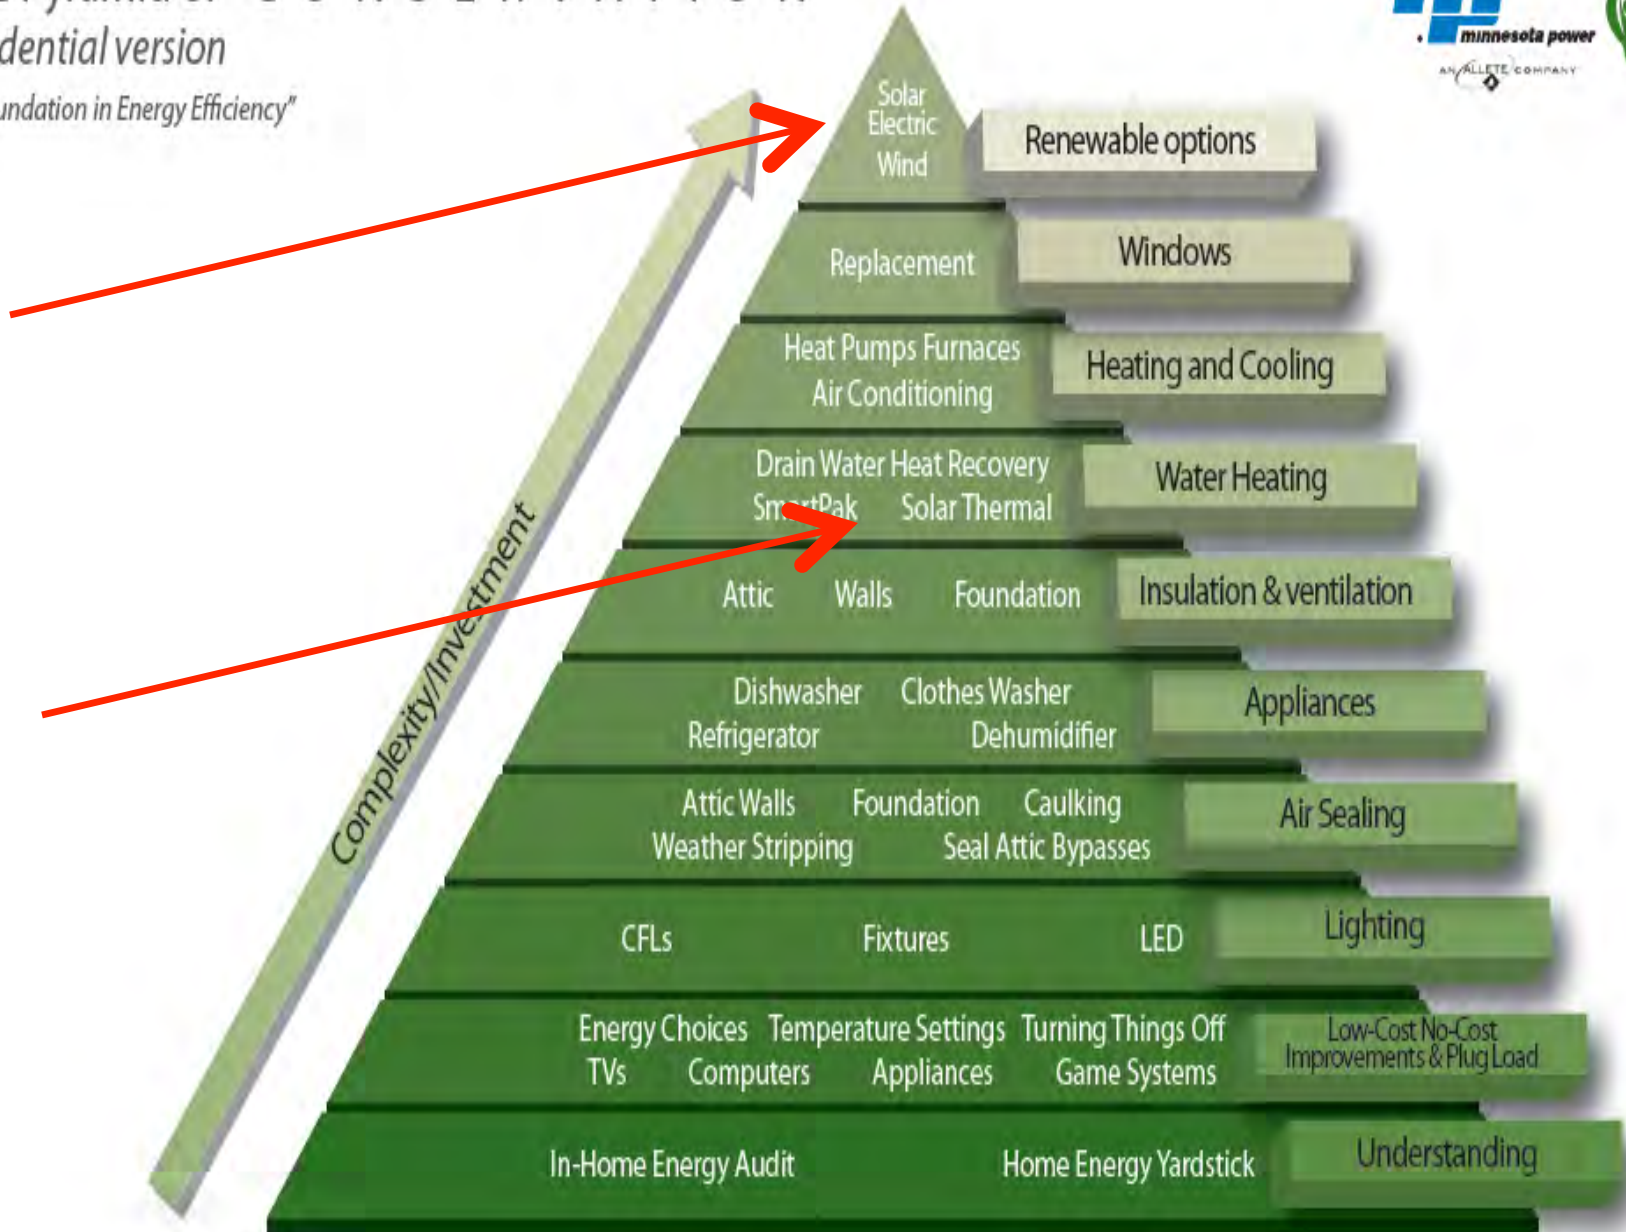 dential version
undation in Energy Efficiency"
minnesota power
AN ALLETE COMPANY
Complexity/Investment
Solar
Electric
Wind
Renewable options
Replacement
Windows
Heat Pumps Furnaces
Air Conditioning
Heating and Cooling
Drain Water Heat Recovery
SmartPak Solar Thermal
Water Heating
Attic Walls Foundation
Insulation & ventilation
Dishwasher Clothes Washer
Refrigerator Dehumidifier
Appliances
Attic Walls Foundation Caulking
Weather Stripping Seal Attic Bypasses
Air Sealing
CFLs Fixtures LED
Lighting
Energy Choices Temperature Settings Turning Things Off
TVs Computers Appliances Game Systems
Low-Cost No-Cost
Improvements & Plug Load
In-Home Energy Audit Home Energy Yardstick
Understanding